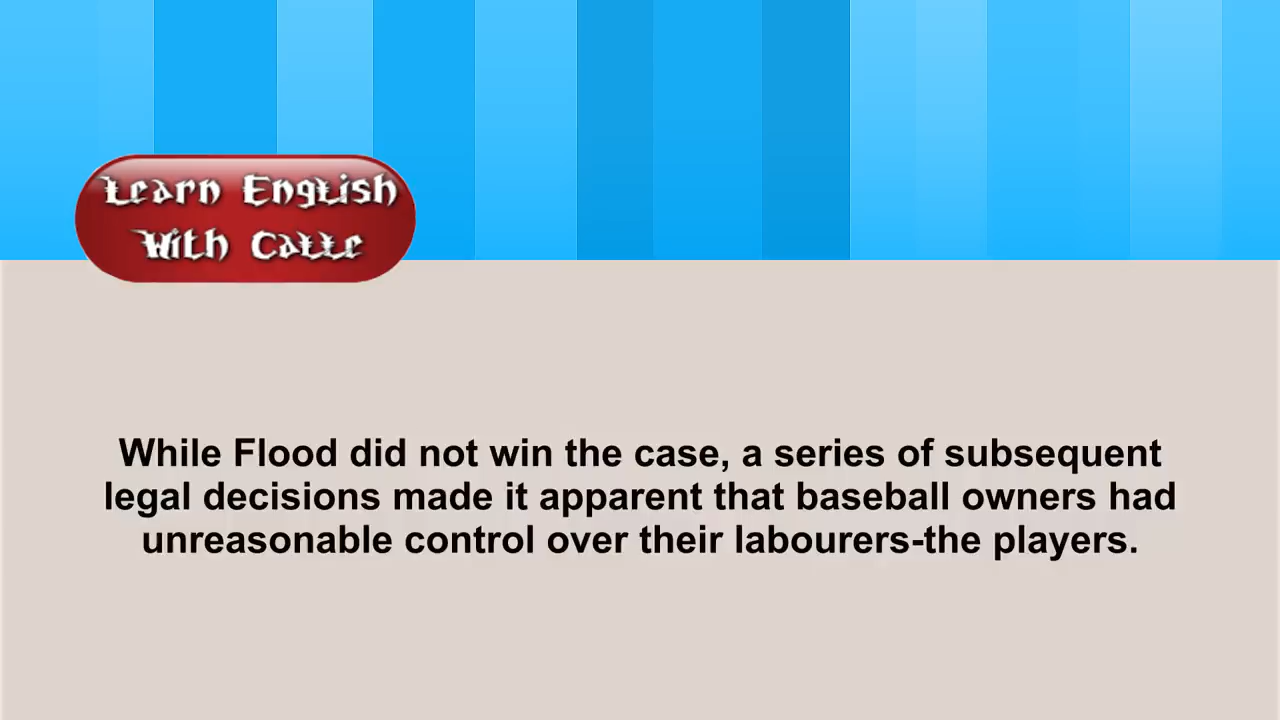 Learn English
With Catte
While Flood did not win the case, a series of subsequent
legal decisions made it apparent that baseball owners had
unreasonable control over their labourers-the players.